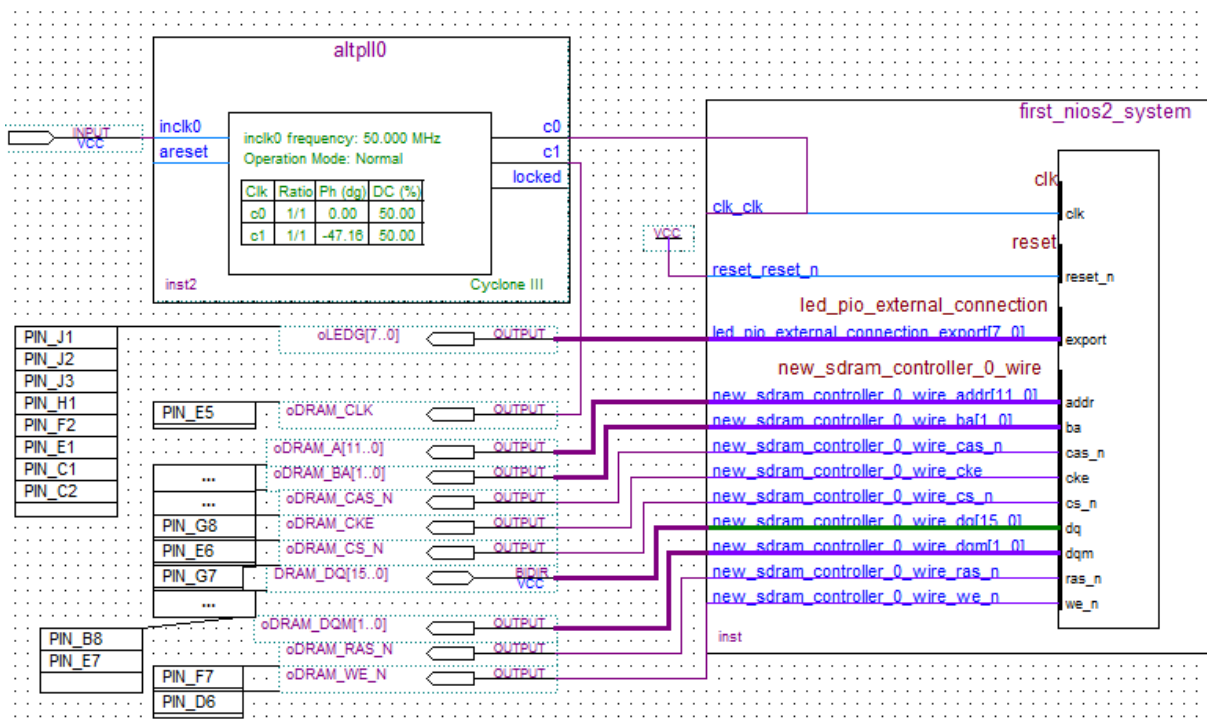 altpll0
first_nios2_system
INPUT
VCC
inclk0
areset
inclk0 frequency: 50.000 MHz
Operation Mode: Normal
Clk Ratio Ph (dg) DC (%)
c0 1/1 0.00 50.00
c1 1/1 -47.16 50.00
c0
c1
locked
inst2
Cyclone III
clk
clk_clk
clk
VCC
reset
reset_reset_n
reset_n
led_pio_external_connection
led_pio_external_connection_export[7..0]
export
new_sdram_controller_0_wire
new_sdram_controller_0_wire_addr[11..0]
addr
new_sdram_controller_0_wire_ba[1..0]
ba
new_sdram_controller_0_wire_cas_n
cas_n
new_sdram_controller_0_wire_cke
cke
new_sdram_controller_0_wire_cs_n
cs_n
new_sdram_controller_0_wire_dq[15..0]
dq
new_sdram_controller_0_wire_dqm[1..0]
dqm
new_sdram_controller_0_wire_ras_n
ras_n
new_sdram_controller_0_wire_we_n
we_n
inst
PIN_J1
PIN_J2
PIN_J3
PIN_H1
PIN_F2
PIN_E1
PIN_C1
PIN_C2
oLEDG[7..0] OUTPUT
PIN_E5
oDRAM_CLK OUTPUT
oDRAM_A[11..0] OUTPUT
oDRAM_BA[1..0] OUTPUT
oDRAM_CAS_N OUTPUT
oDRAM_CKE OUTPUT
oDRAM_CS_N OUTPUT
DRAM_DQ[15..0] BIDIR
VCC
oDRAM_DQM[1..0] OUTPUT
oDRAM_RAS_N OUTPUT
oDRAM_WE_N OUTPUT
...
...
PIN_G8
PIN_E6
PIN_G7
...
PIN_B8
PIN_E7
PIN_F7
PIN_D6